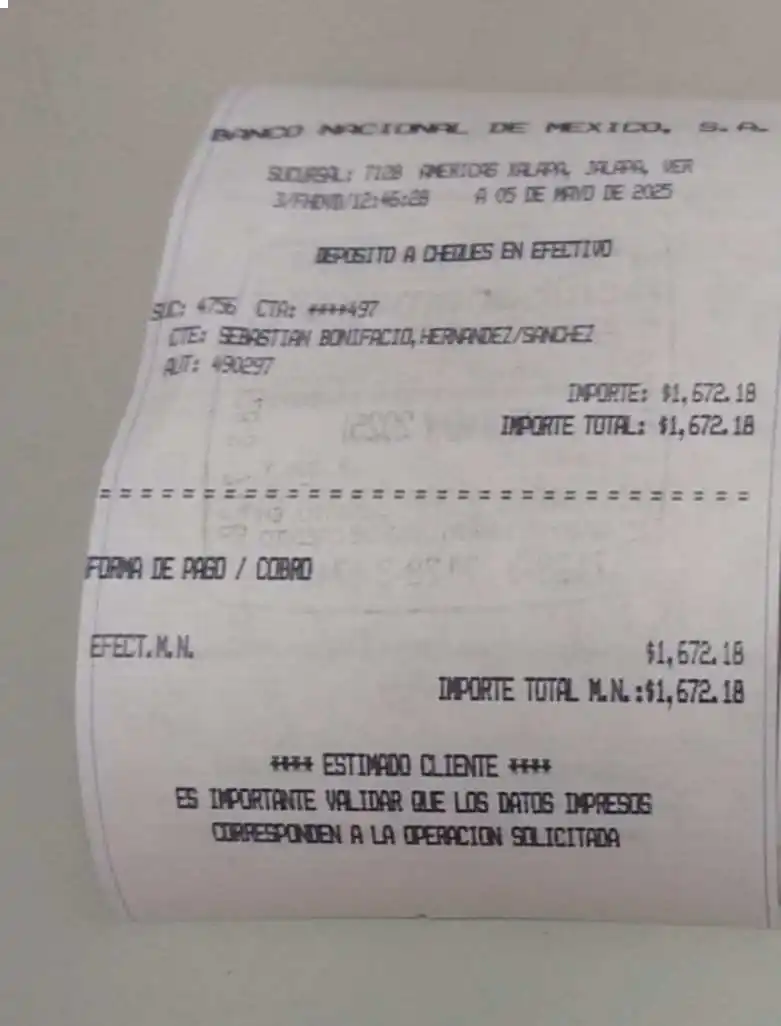 BANCO NACIONAL DE MEXICO, S.A.
SUCURSAL: 7128 AMERICAS XALAPA, JALAPA, VER
12:46:28 A 05 DE MAYO DE 2025
DEPOSITO A CHEQUES EN EFECTIVO
SUC: 4756 CTA: ****497
CTE: SEBASTIAN BONIFACIO,HERNANDEZ/SANCHEZ
AUT: 490297
IMPORTE: $1,672.18
IMPORTE TOTAL: $1,672.18
= = = = = = = = = = = = = = = = = = = = = = = = = = = = = = = = =
FORMA DE PAGO / COBRO
EFECT.M.N. $1,672.18
IMPORTE TOTAL M.N.:$1,672.18
**** ESTIMADO CLIENTE ****
ES IMPORTANTE VALIDAR QUE LOS DATOS IMPRESOS
CORRESPONDEN A LA OPERACION SOLICITADA